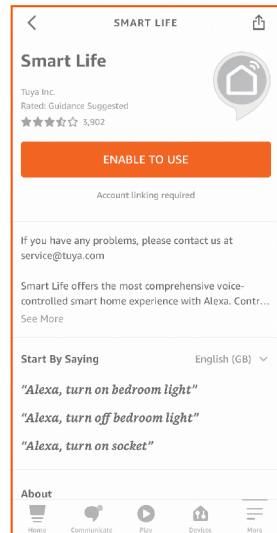 SMART LIFE
Smart Life
Tuya Inc.
Rated: Guidance Suggested
3,902
ENABLE TO USE
Account linking required
If you have any problems, please contact us at
service@tuya.com
Smart Life offers the most comprehensive voice-
controlled smart home experience with Alexa. Contr...
See More
Start By Saying
English (GB)
“Alexa, turn on bedroom light”
“Alexa, turn off bedroom light”
“Alexa, turn on socket”
About
Home
Communicate
Play
Devices
More